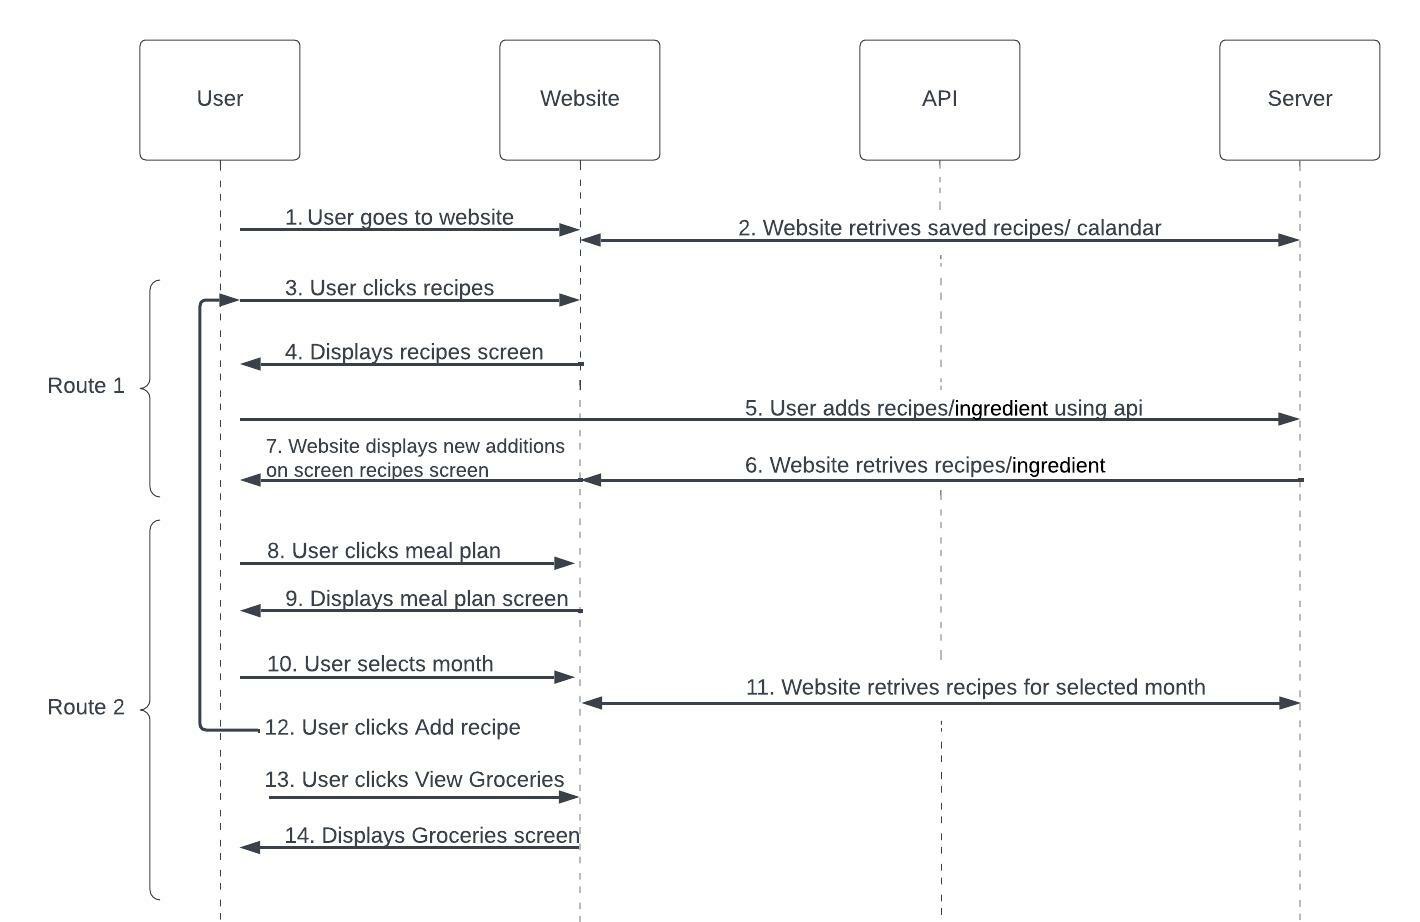 User
Website
API
Server
1. User goes to website
2. Website retrives saved recipes/ calandar
3. User clicks recipes
4. Displays recipes screen
Route 1
5. User adds recipes/ingredient using api
7. Website displays new additions
on screen recipes screen
6. Website retrives recipes/ingredient
8. User clicks meal plan
9. Displays meal plan screen
10. User selects month
11. Website retrives recipes for selected month
Route 2
12. User clicks Add recipe
13. User clicks View Groceries
14. Displays Groceries screen